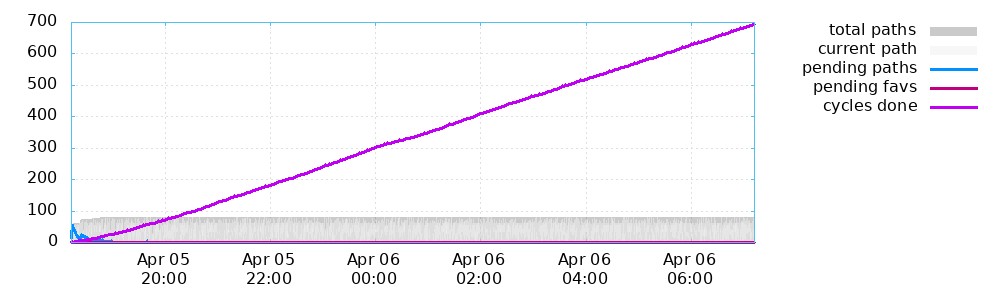 700
600
500
400
300
200
100
0
Apr 05 Apr 05 Apr 06 Apr 06 Apr 06 Apr 06
20:00 22:00 00:00 02:00 04:00 06:00
total paths
current path
pending paths
pending favs
cycles done